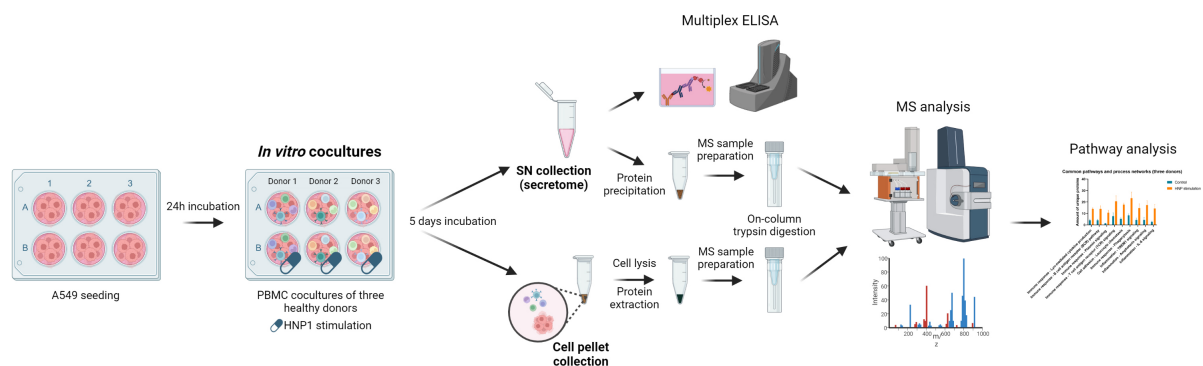 Multiplex ELISA
MS analysis
Pathway analysis
In vitro cocultures
1 2 3
A
B
A549 seeding
24h incubation
Donor 1 Donor 2 Donor 3
A
B
PBMC cocultures of three
healthy donors
HNP1 stimulation
5 days incubation
SN collection
(secretome)
Protein
precipitation
MS sample
preparation
On-column
trypsin digestion
Cell lysis
Protein
extraction
MS sample
preparation
Cell pellet
collection
Intensity
100
80
60
40
20
0
200 400 m/ 600 800 1000
z
Common pathways and process networks (three donors)
Control
HNP stimulation
Amount of unique proteins